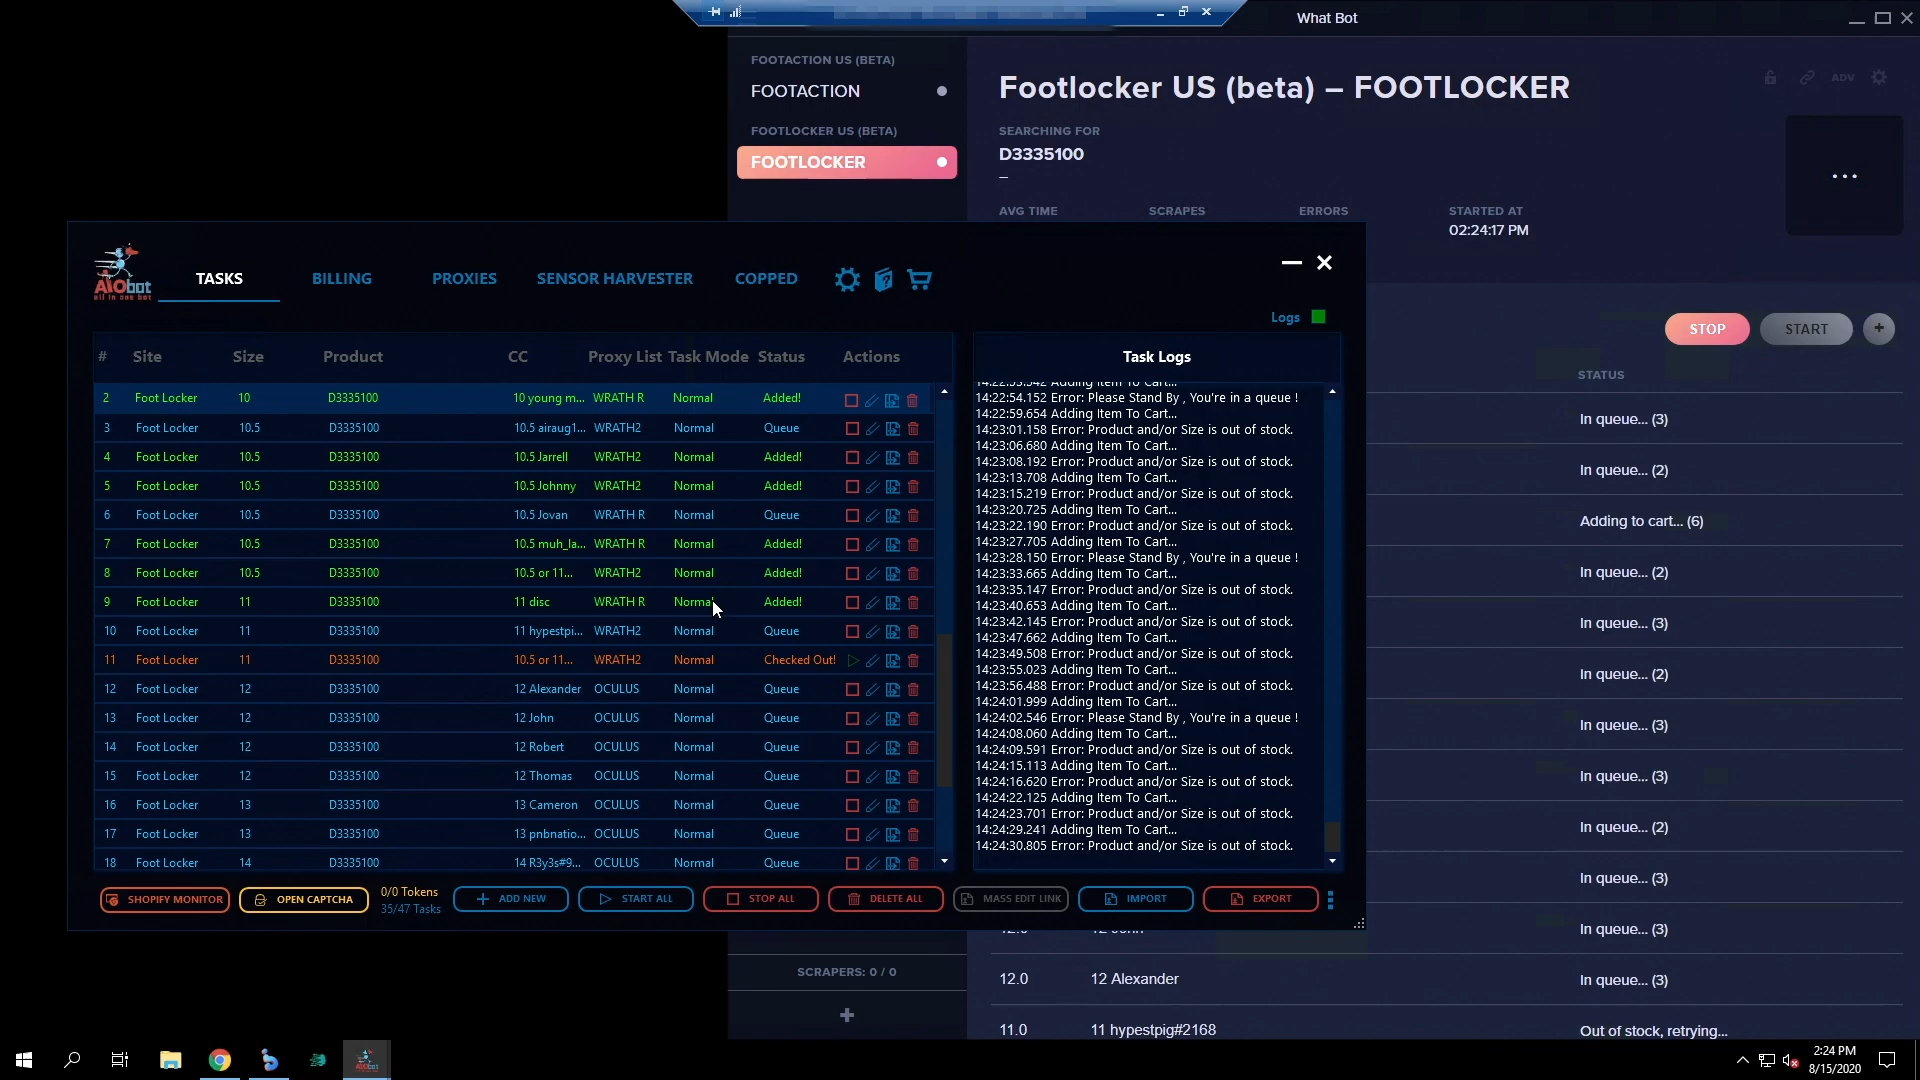 What Bot
FOOTACTION US (BETA)
FOOTACTION
FOOTLOCKER US (BETA)
FOOTLOCKER
Footlocker US (beta) – FOOTLOCKER
ADV
SEARCHING FOR
D3335100
–
...
AVG TIME SCRAPES ERRORS STARTED AT
02:24:17 PM
STOP START +
STATUS
In queue... (3)
In queue... (2)
Adding to cart... (6)
In queue... (2)
In queue... (3)
In queue... (2)
In queue... (3)
In queue... (3)
In queue... (2)
In queue... (3)
In queue... (3)
12.0 12 John
12.0 12 Alexander In queue... (3)
11.0 11 hypestpig#2168 Out of stock, retrying...
SCRAPERS: 0 / 0
+
AIObot
all in one bot
TASKS BILLING PROXIES SENSOR HARVESTER COPPED
Logs
# Site Size Product CC Proxy List Task Mode Status Actions
2 Foot Locker 10 D3335100 10 young m... WRATH R Normal Added!
3 Foot Locker 10.5 D3335100 10.5 airaug1... WRATH2 Normal Queue
4 Foot Locker 10.5 D3335100 10.5 Jarrell WRATH2 Normal Added!
5 Foot Locker 10.5 D3335100 10.5 Johnny WRATH2 Normal Added!
6 Foot Locker 10.5 D3335100 10.5 Jovan WRATH R Normal Queue
7 Foot Locker 10.5 D3335100 10.5 muh_la... WRATH R Normal Added!
8 Foot Locker 10.5 D3335100 10.5 or 11... WRATH2 Normal Added!
9 Foot Locker 11 D3335100 11 disc WRATH R Normal Added!
10 Foot Locker 11 D3335100 11 hypestpi... WRATH2 Normal Queue
11 Foot Locker 11 D3335100 10.5 or 11... WRATH2 Normal Checked Out!
12 Foot Locker 12 D3335100 12 Alexander OCULUS Normal Queue
13 Foot Locker 12 D3335100 12 John OCULUS Normal Queue
14 Foot Locker 12 D3335100 12 Robert OCULUS Normal Queue
15 Foot Locker 12 D3335100 12 Thomas OCULUS Normal Queue
16 Foot Locker 13 D3335100 13 Cameron OCULUS Normal Queue
17 Foot Locker 13 D3335100 13 pnbnatio... OCULUS Normal Queue
18 Foot Locker 14 D3335100 14 R3y3s#9... OCULUS Normal Queue
Task Logs
14:22:53.542 Adding Item To Cart...
14:22:54.152 Error: Please Stand By , You're in a queue !
14:22:59.654 Adding Item To Cart...
14:23:01.158 Error: Product and/or Size is out of stock.
14:23:06.680 Adding Item To Cart...
14:23:08.192 Error: Product and/or Size is out of stock.
14:23:13.708 Adding Item To Cart...
14:23:15.219 Error: Product and/or Size is out of stock.
14:23:20.725 Adding Item To Cart...
14:23:22.190 Error: Product and/or Size is out of stock.
14:23:27.705 Adding Item To Cart...
14:23:28.150 Error: Please Stand By , You're in a queue !
14:23:33.665 Adding Item To Cart...
14:23:35.147 Error: Product and/or Size is out of stock.
14:23:40.653 Adding Item To Cart...
14:23:42.145 Error: Product and/or Size is out of stock.
14:23:47.662 Adding Item To Cart...
14:23:49.508 Error: Product and/or Size is out of stock.
14:23:55.023 Adding Item To Cart...
14:23:56.488 Error: Product and/or Size is out of stock.
14:24:01.999 Adding Item To Cart...
14:24:02.546 Error: Please Stand By , You're in a queue !
14:24:08.060 Adding Item To Cart...
14:24:09.591 Error: Product and/or Size is out of stock.
14:24:15.113 Adding Item To Cart...
14:24:16.620 Error: Product and/or Size is out of stock.
14:24:22.125 Adding Item To Cart...
14:24:23.701 Error: Product and/or Size is out of stock.
14:24:29.241 Adding Item To Cart...
14:24:30.805 Error: Product and/or Size is out of stock.
SHOPIFY MONITOR OPEN CAPTCHA 0/0 Tokens
35/47 Tasks
ADD NEW START ALL STOP ALL DELETE ALL MASS EDIT LINK IMPORT EXPORT
2:24 PM
8/15/2020